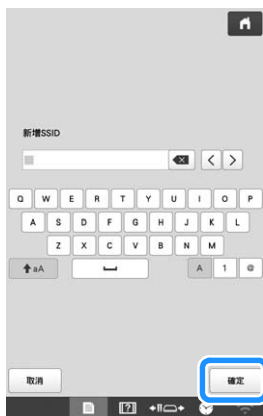 新增SSID
Q W E R T Y U I O P
A S D F G H J K L
Z X C V B N M
aA A 1 @
取消 確定
[?]